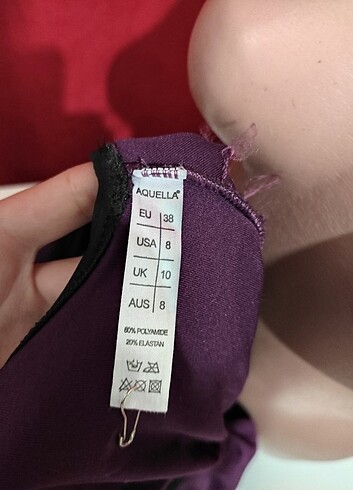 AQUELLA®
EU 38
USA 8
UK 10
AUS 8
80% POLYAMIDE
20% ELASTAN